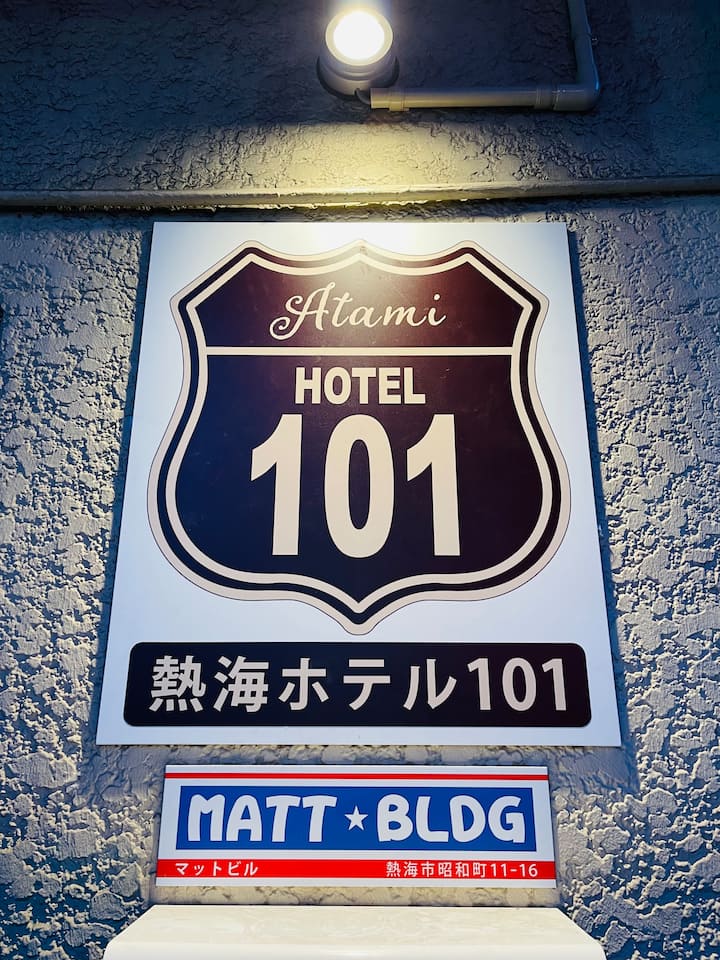 Atami
HOTEL
101
熱海ホテル101
MATT★BLDG
マットビル 熱海市昭和町11-16